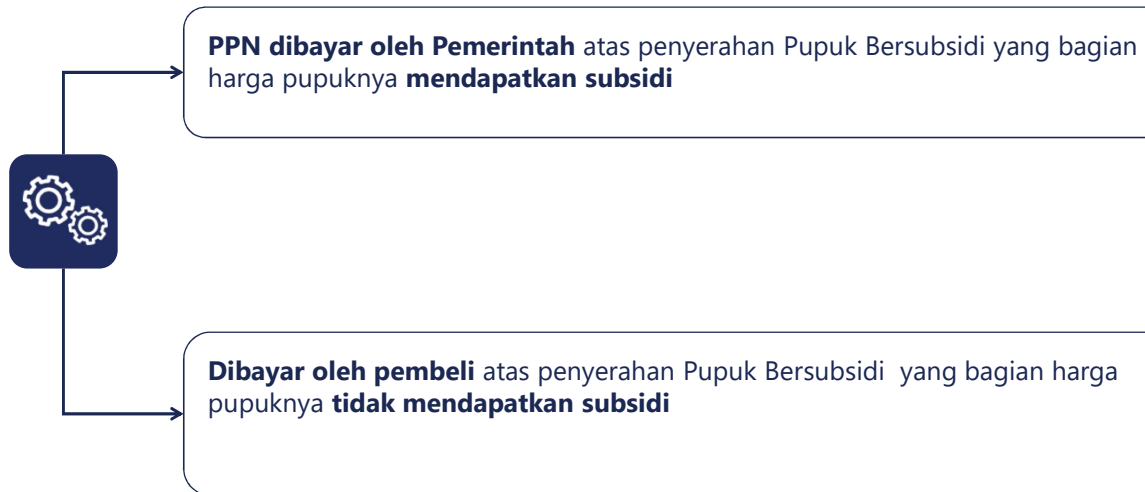 PPN dibayar oleh Pemerintah atas penyerahan Pupuk Bersubsidi yang bagian
harga pupuknya mendapatkan subsidi
Dibayar oleh pembeli atas penyerahan Pupuk Bersubsidi  yang bagian harga
pupuknya tidak mendapatkan subsidi